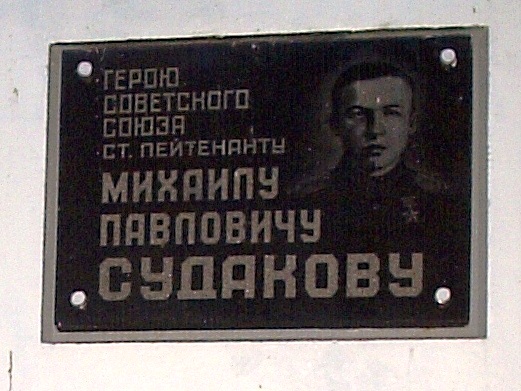 ГЕРОЮ
СОВЕТСКОГО
СОЮЗА
СТ. ЛЕЙТЕНАНТУ
МИХАИЛУ
ПАВЛОВИЧУ
СУДАКОВУ